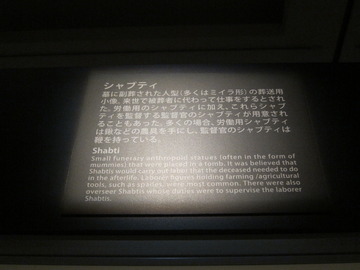 シャブティ
墓に副葬された人型(多くはミイラ形)の葬送用
小像。来世で被葬者に代わって仕事をするとされ
た。労働用のシャブティに加え、これらシャブ
ティを監督する監督官のシャブティが用意され
ることもあった。多くの場合、労働用シャブティ
は鍬などの農具を手にし、監督官のシャブティは
鞭を持っている。
Shabti
Small funerary anthropoid statues (often in the form of
mummies) that were placed in a tomb. It was believed that
Shabtis would carry out labor that the deceased needed to do
in the afterlife. Laborer figures holding farming /agricultural
tools, such as spades, were most common. There were also
overseer Shabtis whose duties were to supervise the laborer
Shabtis.